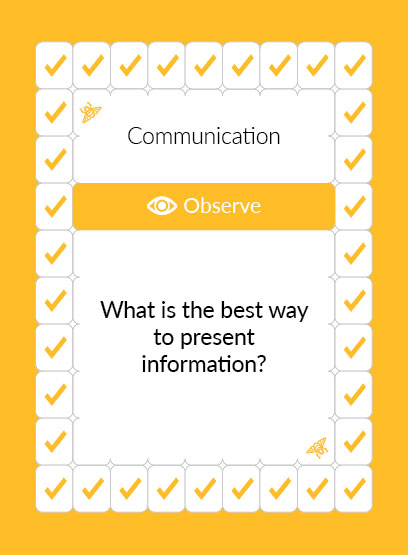 Communication
Observe
What is the best way
to present
information?